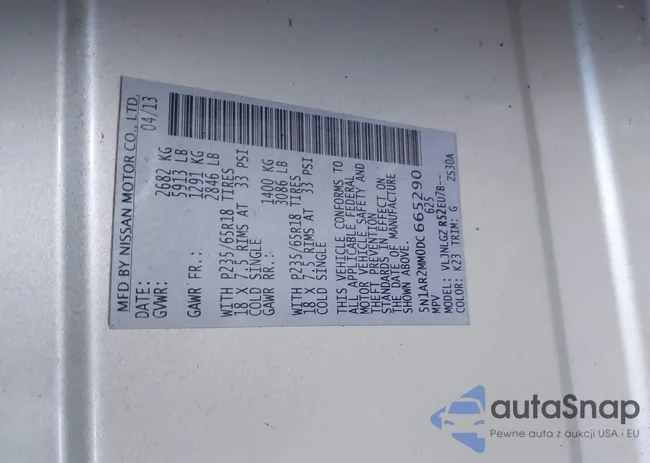 MFD BY NISSAN MOTOR CO., LTD.
DATE: 04/13
GVWR: 2682 KG
5913 LB
GAWR FR.: 1291 KG
2846 LB
WITH P235/65R18 TIRES
18 X 7.5 RIMS AT 33 PSI
COLD SINGLE
GAWR RR.: 1400 KG
3086 LB
WITH P235/65R18 TIRES
18 X 7.5 RIMS AT 33 PSI
COLD SINGLE
THIS VEHICLE CONFORMS TO
ALL APPLICABLE FEDERAL
MOTOR VEHICLE SAFETY AND
THEFT PREVENTION
STANDARDS IN EFFECT ON
THE DATE OF MANUFACTURE
SHOWN ABOVE.
5N1AR2MM0DC 665290
MPV 625
MODEL: VLJNLGZ R52EU7B--
COLOR: K23 TRIM: G ZS30A
autaSnap
Pewne auta z aukcji USA i EU